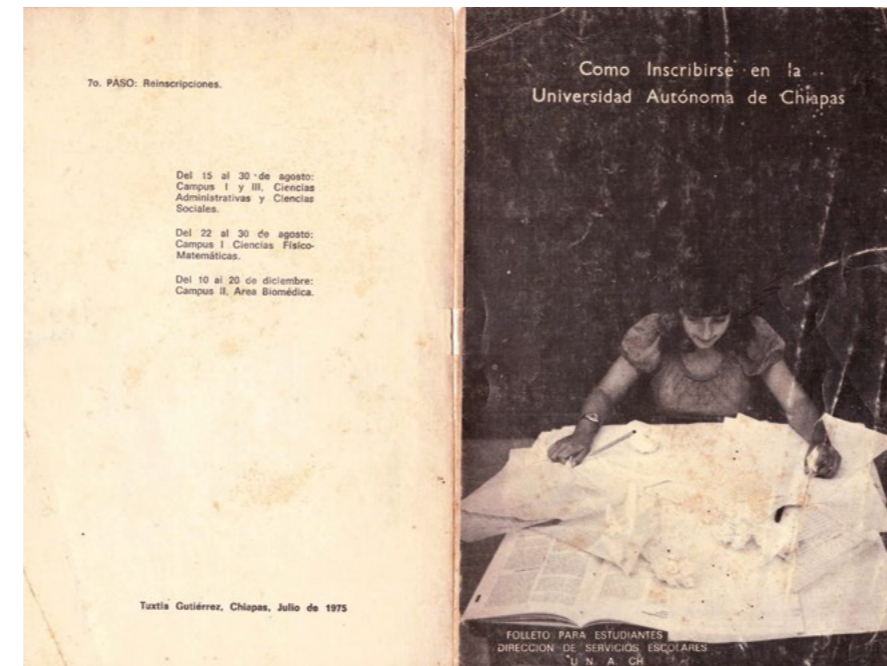 7o. PASO: Reinscripciones.
Del 15 al 30 de agosto:
Campus I y III, Ciencias
Administrativas y Ciencias
Sociales.
Del 22 al 30 de agosto:
Campus I Ciencias Físico-
Matemáticas.
Del 10 al 20 de diciembre:
Campus II, Area Biomédica.
Tuxtla Gutiérrez, Chiapas, Julio de 1975
Como Inscribirse en la
Universidad Autónoma de Chiapas
FOLLETO PARA ESTUDIANTES
DIRECCION DE SERVICIOS ESCOLARES
U N. A. CH